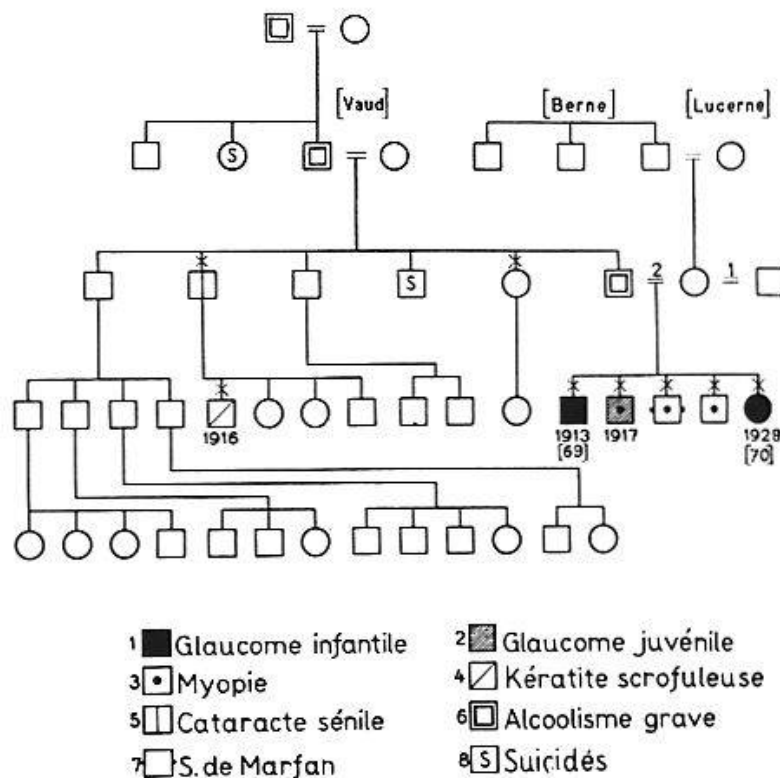 [Vaud]
[Berne]
[Lucerne]
S
S
2
1
1916
1913
[69]
1917
1928
[70]
1 Glaucome infantile
2 Glaucome juvénile
3 Myopie
4 Kératite scrofuleuse
5 Cataracte sénile
6 Alcoolisme grave
7 S. de Marfan
8 S Suicidés